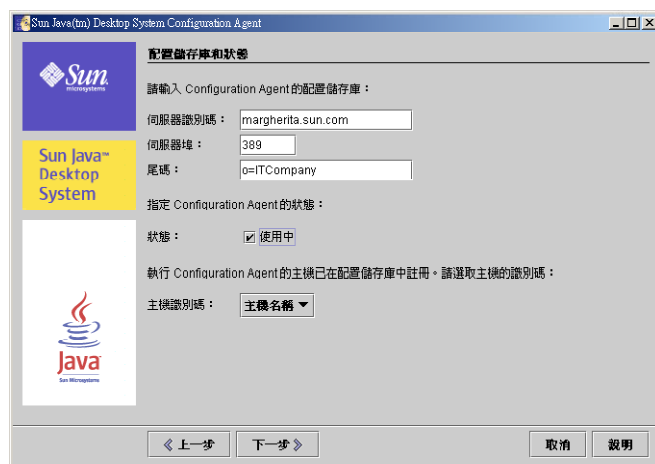 Sun Java(tm) Desktop System Configuration Agent
Sun
microsystems
Sun Java™
Desktop
System
Java
Sun Microsystems
配置儲存庫和狀態
請輸入 Configuration Agent 的配置儲存庫：
伺服器識別碼： margherita.sun.com
伺服器埠： 389
尾碼： o=ITCompany
指定 Configuration Agent 的狀態：
狀態： 使用中
執行 Configuration Agent 的主機已在配置儲存庫中註冊。請選取主機的識別碼：
主機識別碼： 主機名稱
上一步 下一步 取消 說明